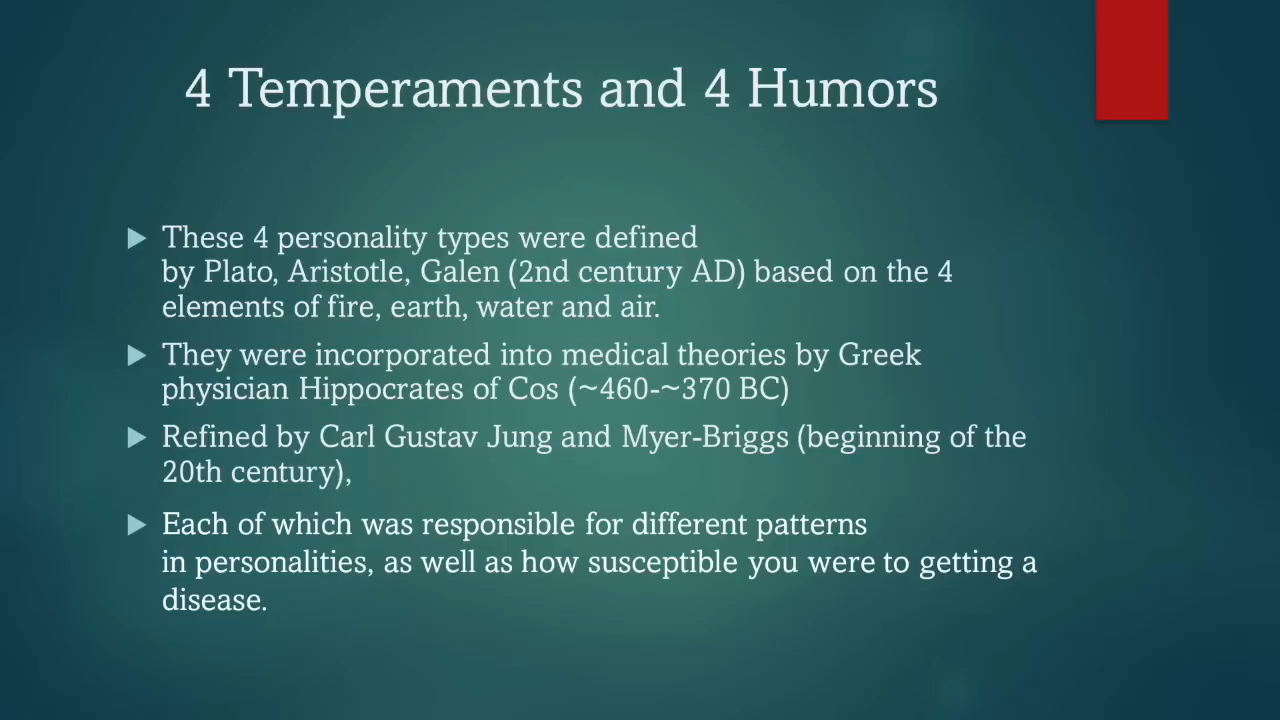 4 Temperaments and 4 Humors
These 4 personality types were defined
by Plato, Aristotle, Galen (2nd century AD) based on the 4
elements of fire, earth, water and air.
They were incorporated into medical theories by Greek
physician Hippocrates of Cos (~460-~370 BC)
Refined by Carl Gustav Jung and Myer-Briggs (beginning of the
20th century),
Each of which was responsible for different patterns
in personalities, as well as how susceptible you were to getting a
disease.